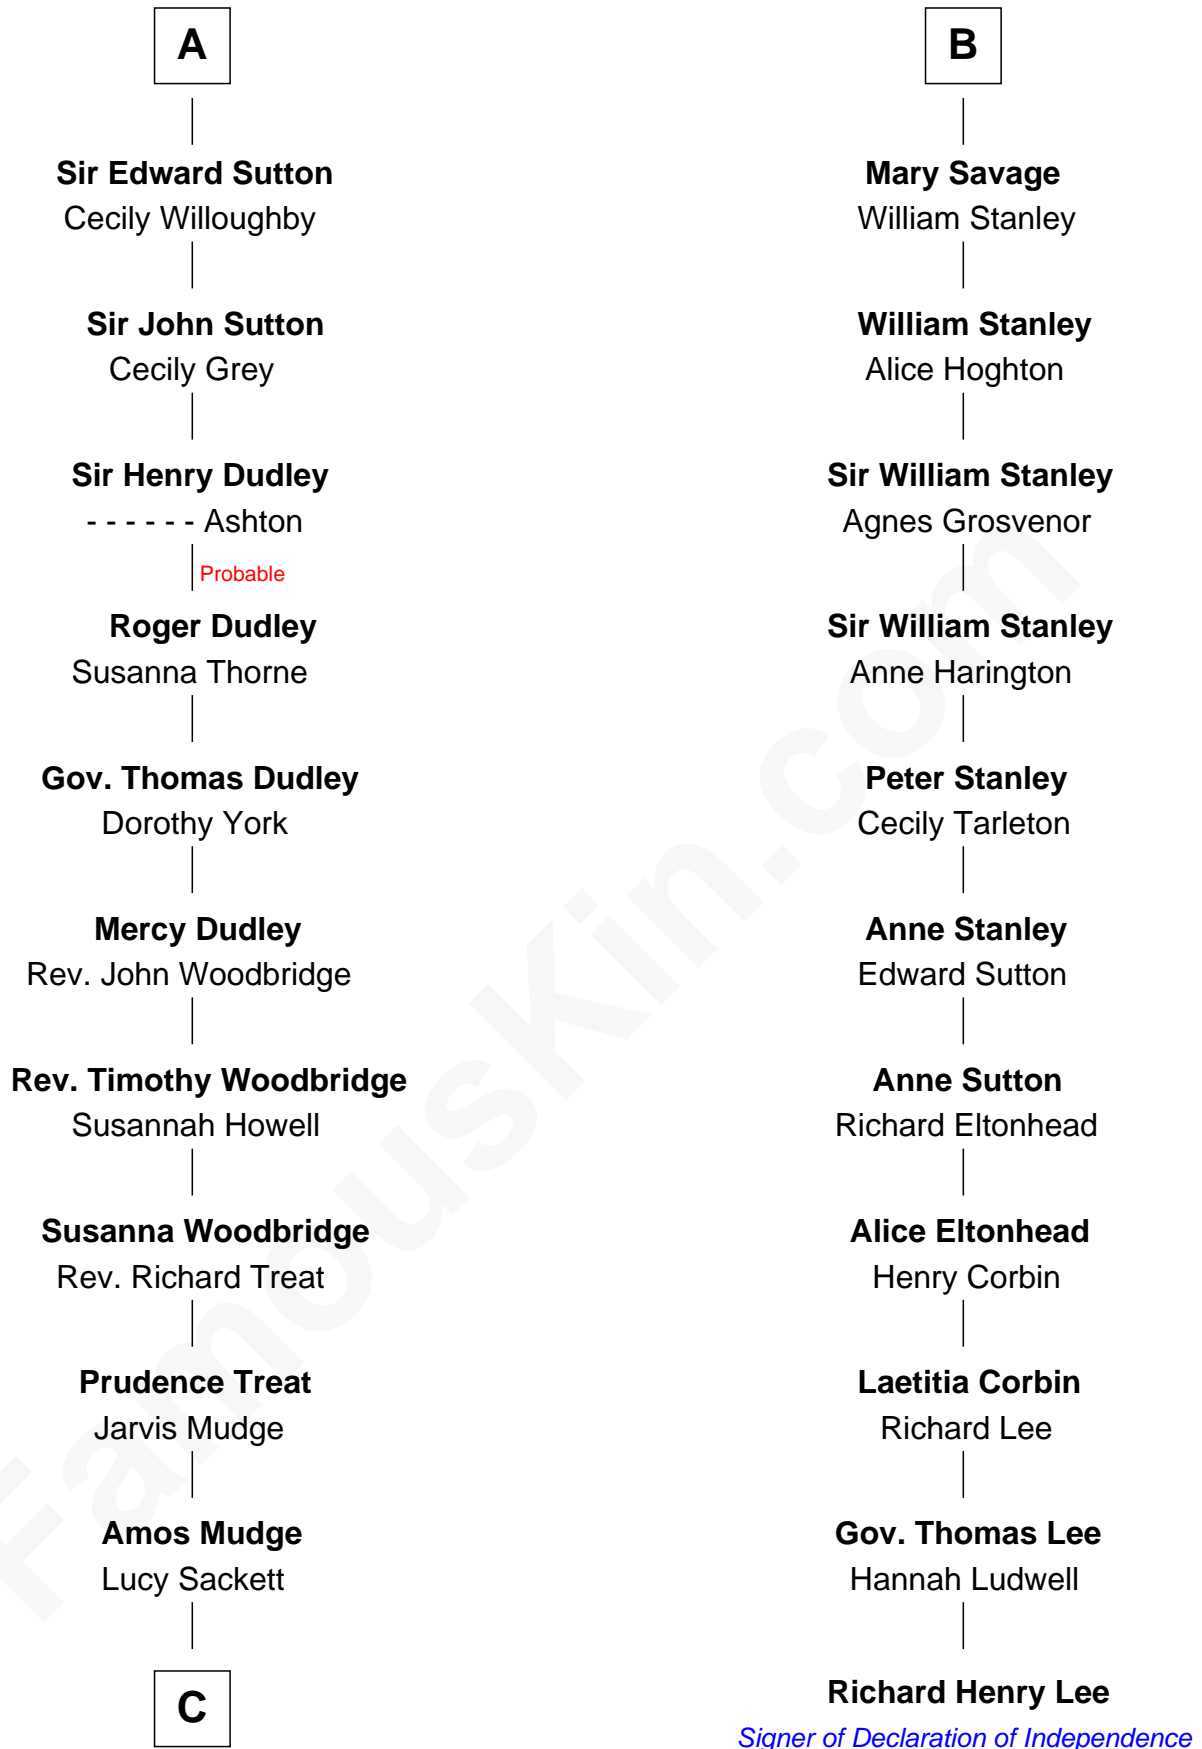 A
Sir Edward Sutton
Cecily Willoughby
Sir John Sutton
Cecily Grey
Sir Henry Dudley
- - - - - - Ashton
Probable
Roger Dudley
Susanna Thorne
Gov. Thomas Dudley
Dorothy York
Mercy Dudley
Rev. John Woodbridge
Rev. Timothy Woodbridge
Susannah Howell
Susanna Woodbridge
Rev. Richard Treat
Prudence Treat
Jarvis Mudge
Amos Mudge
Lucy Sackett
C
B
Mary Savage
William Stanley
William Stanley
Alice Hoghton
Sir William Stanley
Agnes Grosvenor
Sir William Stanley
Anne Harington
Peter Stanley
Cecily Tarleton
Anne Stanley
Edward Sutton
Anne Sutton
Richard Eltonhead
Alice Eltonhead
Henry Corbin
Laetitia Corbin
Richard Lee
Gov. Thomas Lee
Hannah Ludwell
Richard Henry Lee
Signer of Declaration of Independence
FamousKin.com